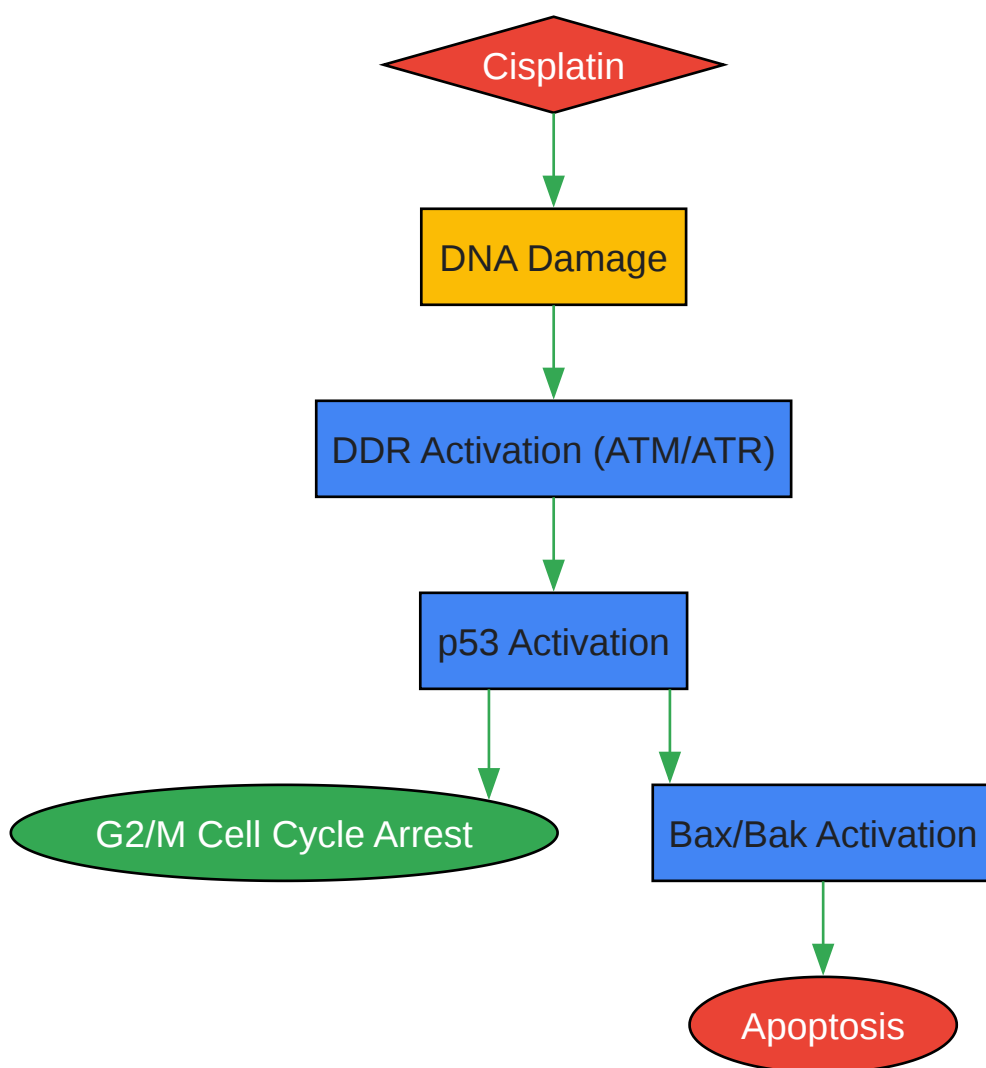 Cisplatin
DNA Damage
DDR Activation (ATM/ATR)
p53 Activation
G2/M Cell Cycle Arrest
Bax/Bak Activation
Apoptosis